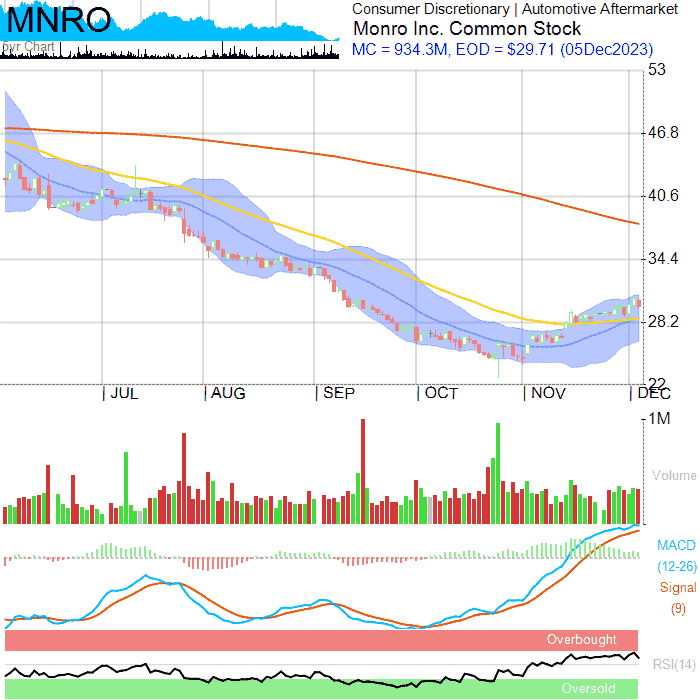 MNRO
5yr Chart
Consumer Discretionary | Automotive Aftermarket
Monro Inc. Common Stock
MC = 934.3M, EOD = $29.71 (05Dec2023)
53
46.8
40.6
34.4
28.2
22
JUL AUG SEP OCT NOV DEC
1M
Volume
MACD
(12-26)
Signal
(9)
Overbought
RSI(14)
Oversold